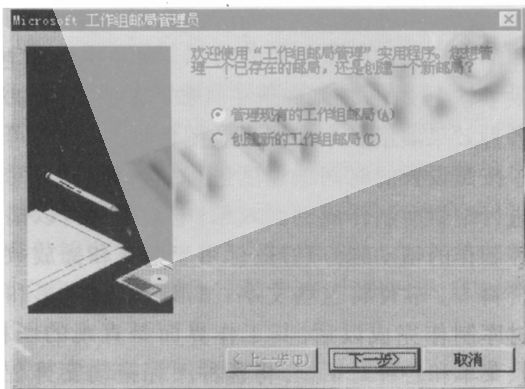 Microsoft 工作组邮局管理员
欢迎使用“工作组邮局管理”实用程序。您想管
理一个已存在的邮局，还是创建一个新邮局？
管理现有的工作组邮局(A)
创建新的工作组邮局(C)
<上一步(B)
下一步>
取消